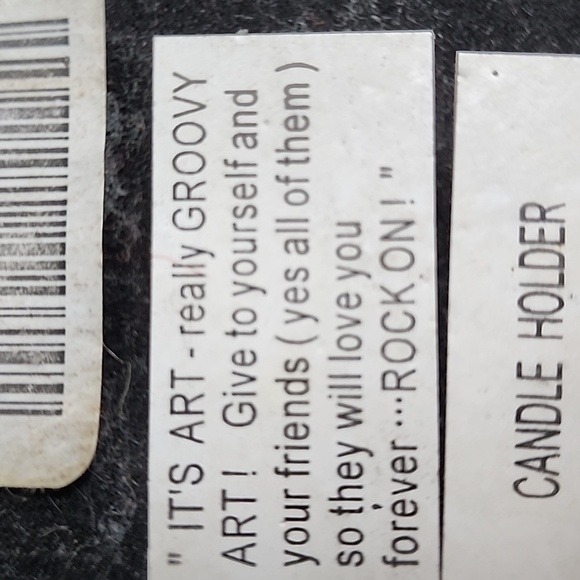 " IT'S ART - really GROOVY
ART ! Give to yourself and
your friends ( yes all of them )
so they will love you
forever ...ROCK ON ! "
CANDLE HOLDER